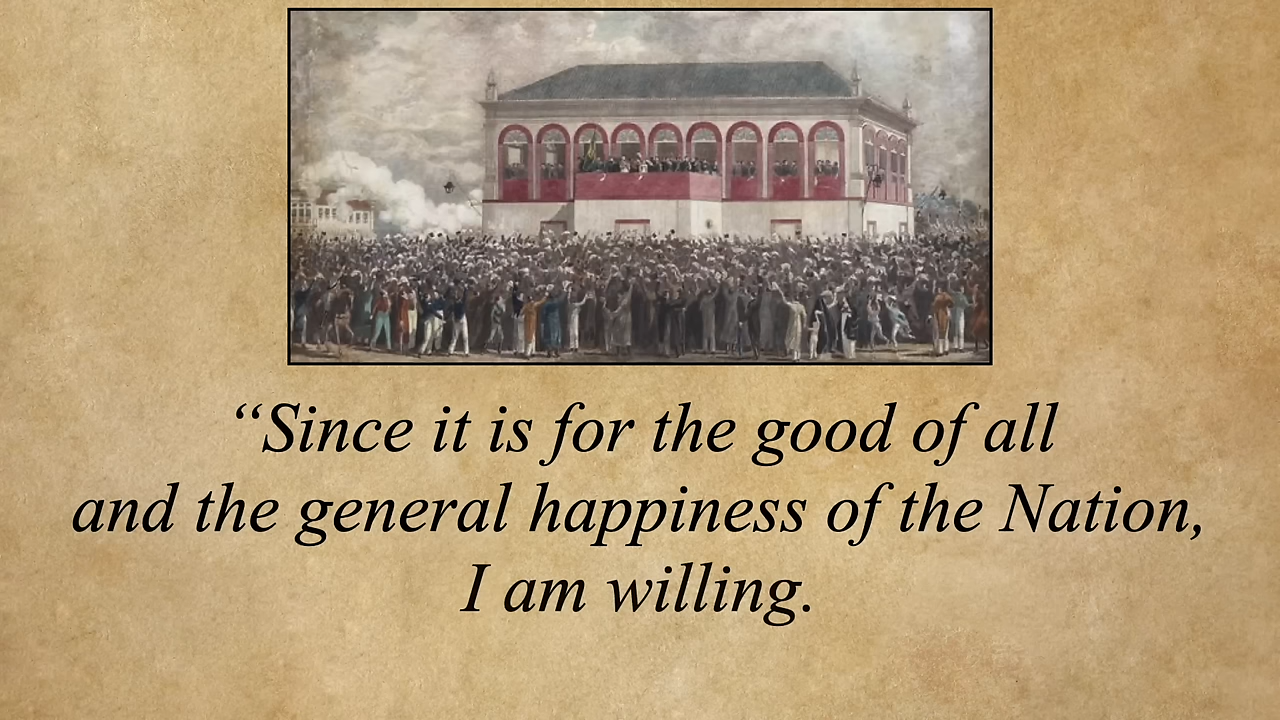 “Since it is for the good of all
and the general happiness of the Nation,
I am willing.